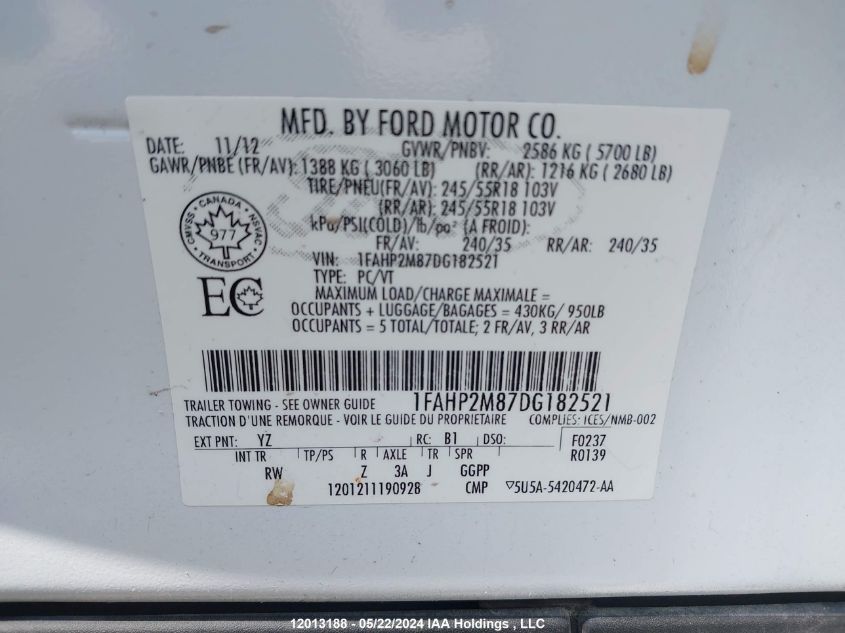 MFD. BY FORD MOTOR CO.
DATE: 11/12 GVWR/PNBV: 2586 KG ( 5700 LB)
GAWR/PNBE (FR/AV): 1388 KG ( 3060 LB) (RR/AR): 1216 KG ( 2680 LB)
TIRE/PNEU(FR/AV): 245/55R18 103V
(RR/AR): 245/55R18 103V
kPa/PSI(COLD)/lb/po² (A FROID):
FR/AV: 240/35 RR/AR: 240/35
VIN: 1FAHP2M87DG182521
TYPE: PC/VT
CANADA
CMVSS NSVAC
977
TRANSPORT
EC
MAXIMUM LOAD/CHARGE MAXIMALE =
OCCUPANTS + LUGGAGE/BAGAGES = 430KG/ 950LB
OCCUPANTS = 5 TOTAL/TOTALE; 2 FR/AV, 3 RR/AR
TRAILER TOWING - SEE OWNER GUIDE 1FAHP2M87DG182521
TRACTION D'UNE REMORQUE - VOIR LE GUIDE DU PROPRIETAIRE COMPLIES: ICES/NMB-002
EXT PNT: YZ RC: B1 DSO: F0237
INT TR TP/PS R AXLE TR SPR R0139
RW Z 3A J GGPP
1201211190928 CMP ▽5U5A-5420472-AA
12013188 - 05/22/2024 IAA Holdings , LLC